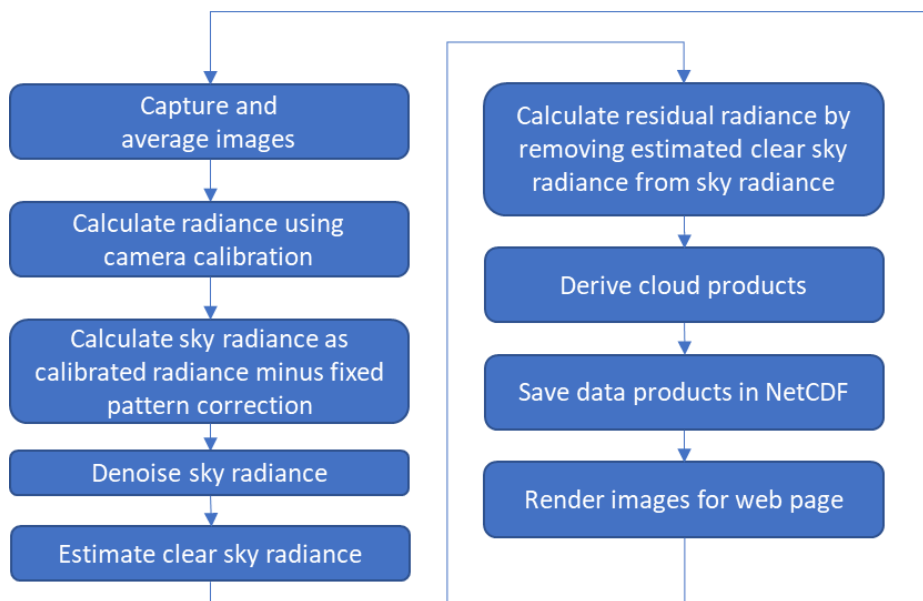 Capture and
average images
Calculate radiance using
camera calibration
Calculate sky radiance as
calibrated radiance minus fixed
pattern correction
Denoise sky radiance
Estimate clear sky radiance
Calculate residual radiance by
removing estimated clear sky
radiance from sky radiance
Derive cloud products
Save data products in NetCDF
Render images for web page